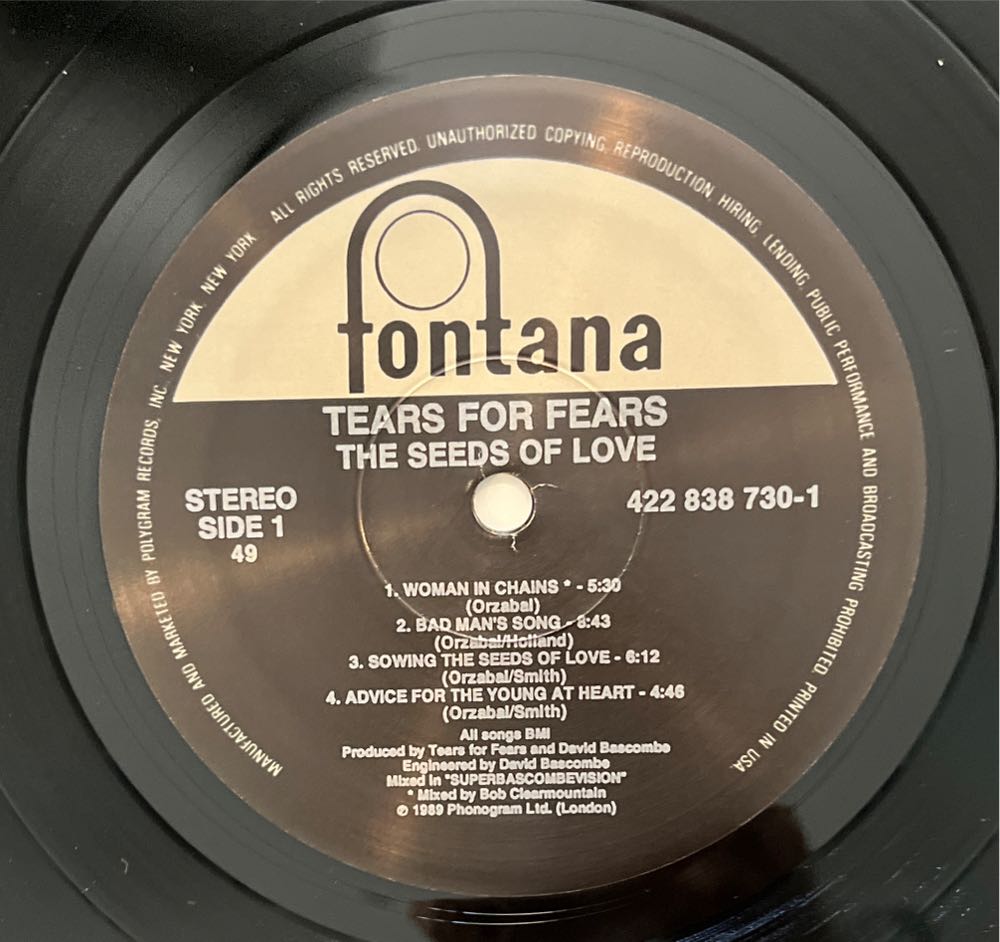 MANUFACTURED AND MARKETED BY POLYGRAM RECORDS, INC. NEW YORK, NEW YORK ALL RIGHTS RESERVED. UNAUTHORIZED COPYING, REPRODUCTION, HIRING, LENDING, PUBLIC PERFORMANCE AND BROADCASTING PROHIBITED. PRINTED IN USA.
fontana
TEARS FOR FEARS
THE SEEDS OF LOVE
STEREO
SIDE 1
49
422 838 730-1
1. WOMAN IN CHAINS * - 5:30
(Orzabal)
2. BAD MAN'S SONG - 8:43
(Orzabal/Holland)
3. SOWING THE SEEDS OF LOVE - 6:12
(Orzabal/Smith)
4. ADVICE FOR THE YOUNG AT HEART - 4:46
(Orzabal/Smith)
All songs BMI
Produced by Tears for Fears and David Bascombe
Engineered by David Bascombe
Mixed in "SUPERBASCOMBEVISION"
* Mixed by Bob Clearmountain
℗ 1989 Phonogram Ltd. (London)